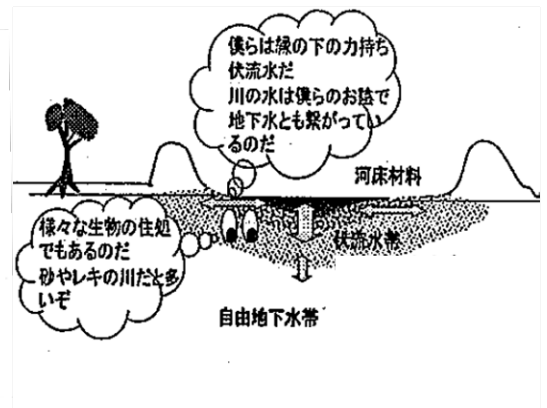 僕らは縁の下の力持ち
伏流水だ
川の水は僕らのお蔭で
地下水とも繋がってい
るのだ
河床材料
様々な生物の住処
でもあるのだ
砂やレキの川だと多
いぞ
伏流水帯
自由地下水帯